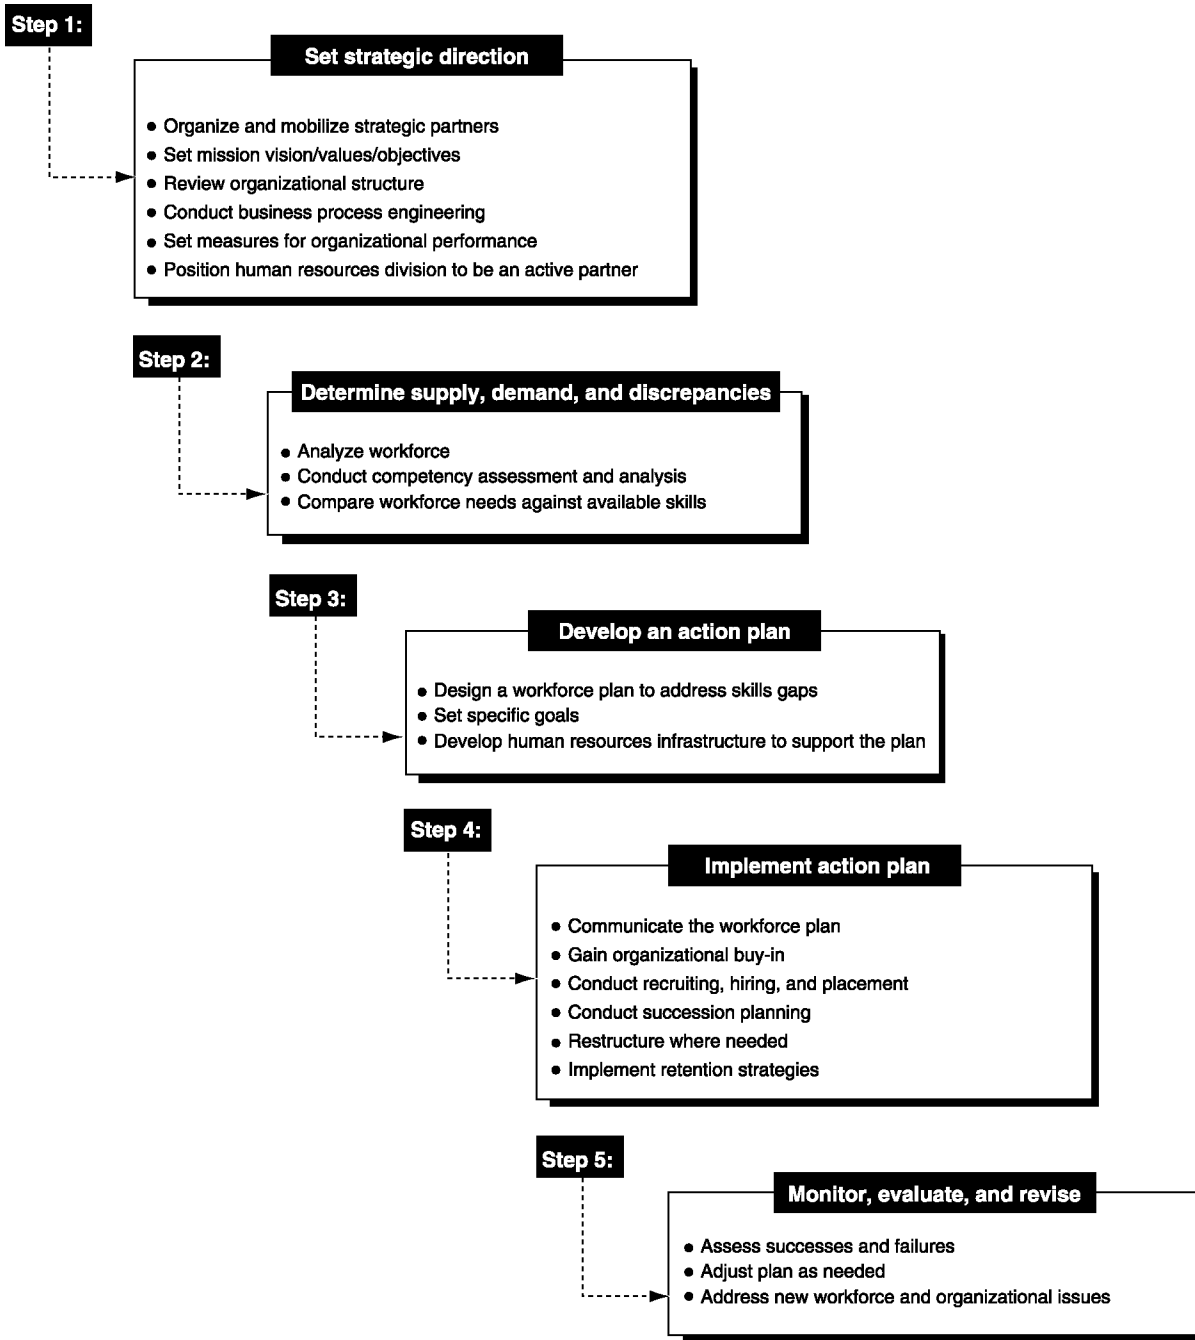 Step 1:
Set strategic direction
● Organize and mobilize strategic partners
● Set mission vision/values/objectives
● Review organizational structure
● Conduct business process engineering
● Set measures for organizational performance
● Position human resources division to be an active partner
Step 2:
Determine supply, demand, and discrepancies
● Analyze workforce
● Conduct competency assessment and analysis
● Compare workforce needs against available skills
Step 3:
Develop an action plan
● Design a workforce plan to address skills gaps
● Set specific goals
● Develop human resources infrastructure to support the plan
Step 4:
Implement action plan
● Communicate the workforce plan
● Gain organizational buy-in
● Conduct recruiting, hiring, and placement
● Conduct succession planning
● Restructure where needed
● Implement retention strategies
Step 5:
Monitor, evaluate, and revise
● Assess successes and failures
● Adjust plan as needed
● Address new workforce and organizational issues